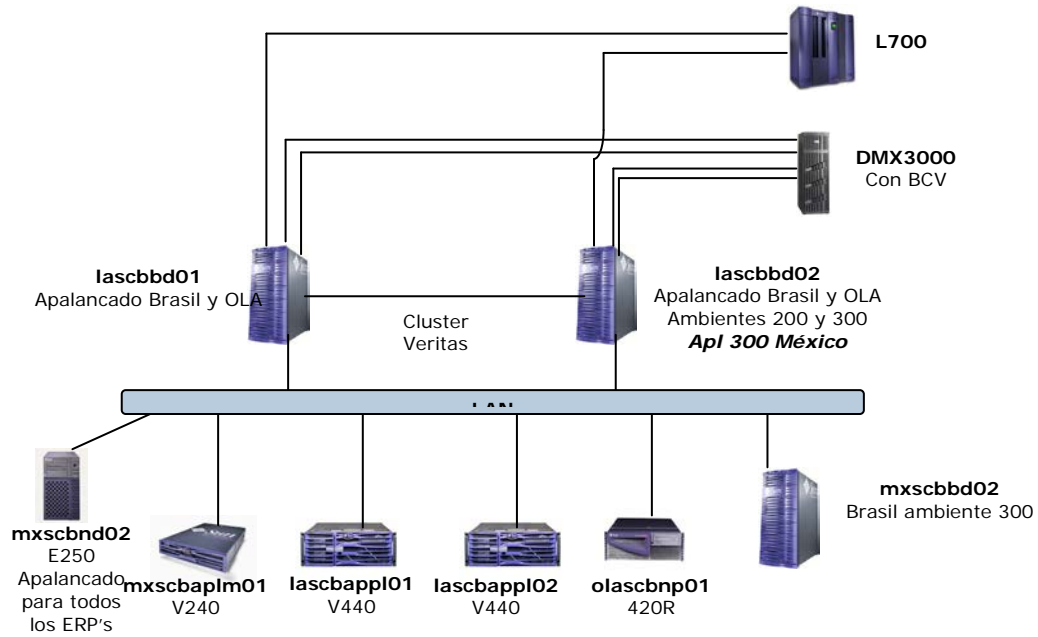 L700
DMX3000
Con BCV
lascbbd01
Apalancado Brasil y OLA
Cluster
Veritas
lascbbd02
Apalancado Brasil y OLA
Ambientes 200 y 300
Apl 300 México
LAN
mxscbnd02
E250
Apalancado
para todos
los ERP's
mxscbaplm01
V240
lascbappl01
V440
lascbappl02
V440
olascbnp01
420R
mxscbbd02
Brasil ambiente 300